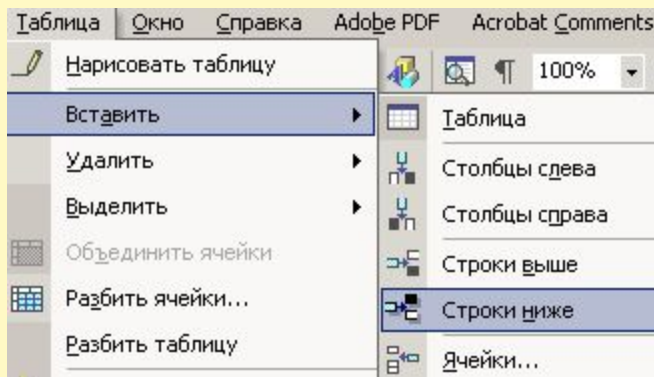 Таблица Окно Справка Adobe PDF Acrobat Comments
Нарисовать таблицу
100%
Вставить
Удалить
Выделить
Объединить ячейки
Разбить ячейки...
Разбить таблицу
Таблица
Столбцы слева
Столбцы справа
Строки выше
Строки ниже
Ячейки...